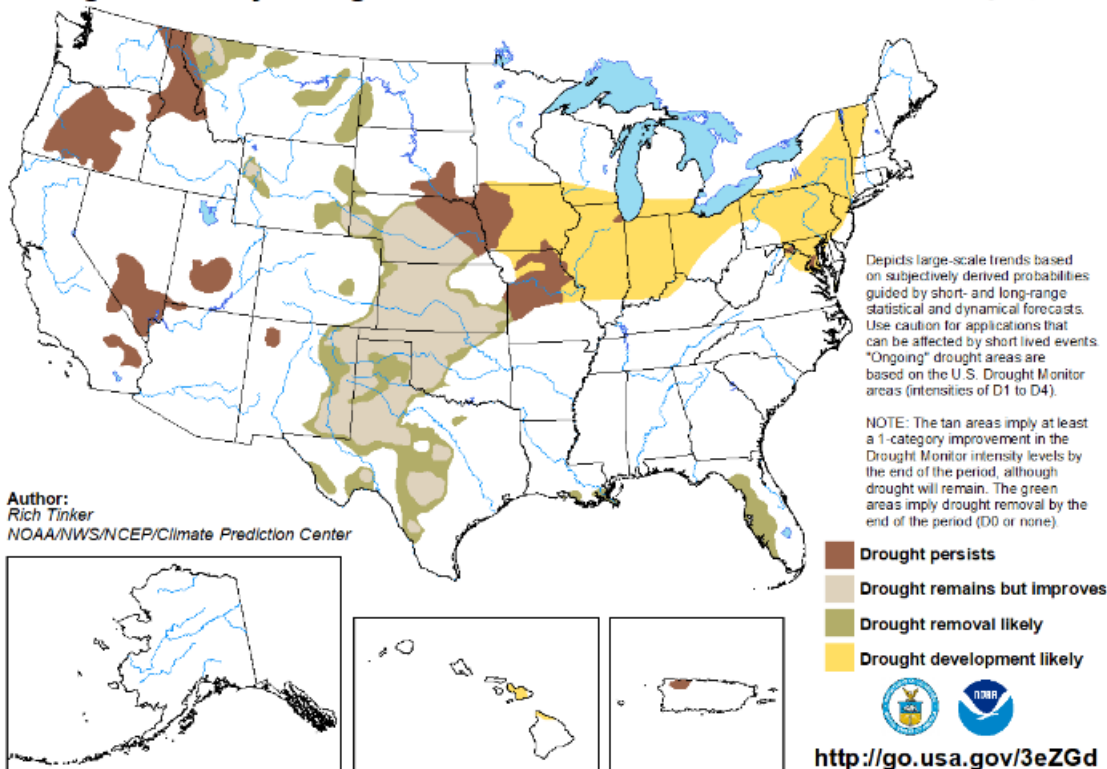 Depicts large-scale trends based
on subjectively derived probabilities
guided by short- and long-range
statistical and dynamical forecasts.
Use caution for applications that
can be affected by short lived events.
"Ongoing" drought areas are
based on the U.S. Drought Monitor
areas (intensities of D1 to D4).
NOTE: The tan areas imply at least
a 1-category improvement in the
Drought Monitor intensity levels by
the end of the period, although
drought will remain. The green
areas imply drought removal by the
end of the period (D0 or none).
Author:
Rich Tinker
NOAA/NWS/NCEP/Climate Prediction Center
Drought persists
Drought remains but improves
Drought removal likely
Drought development likely
NOAA
http://go.usa.gov/3eZGd